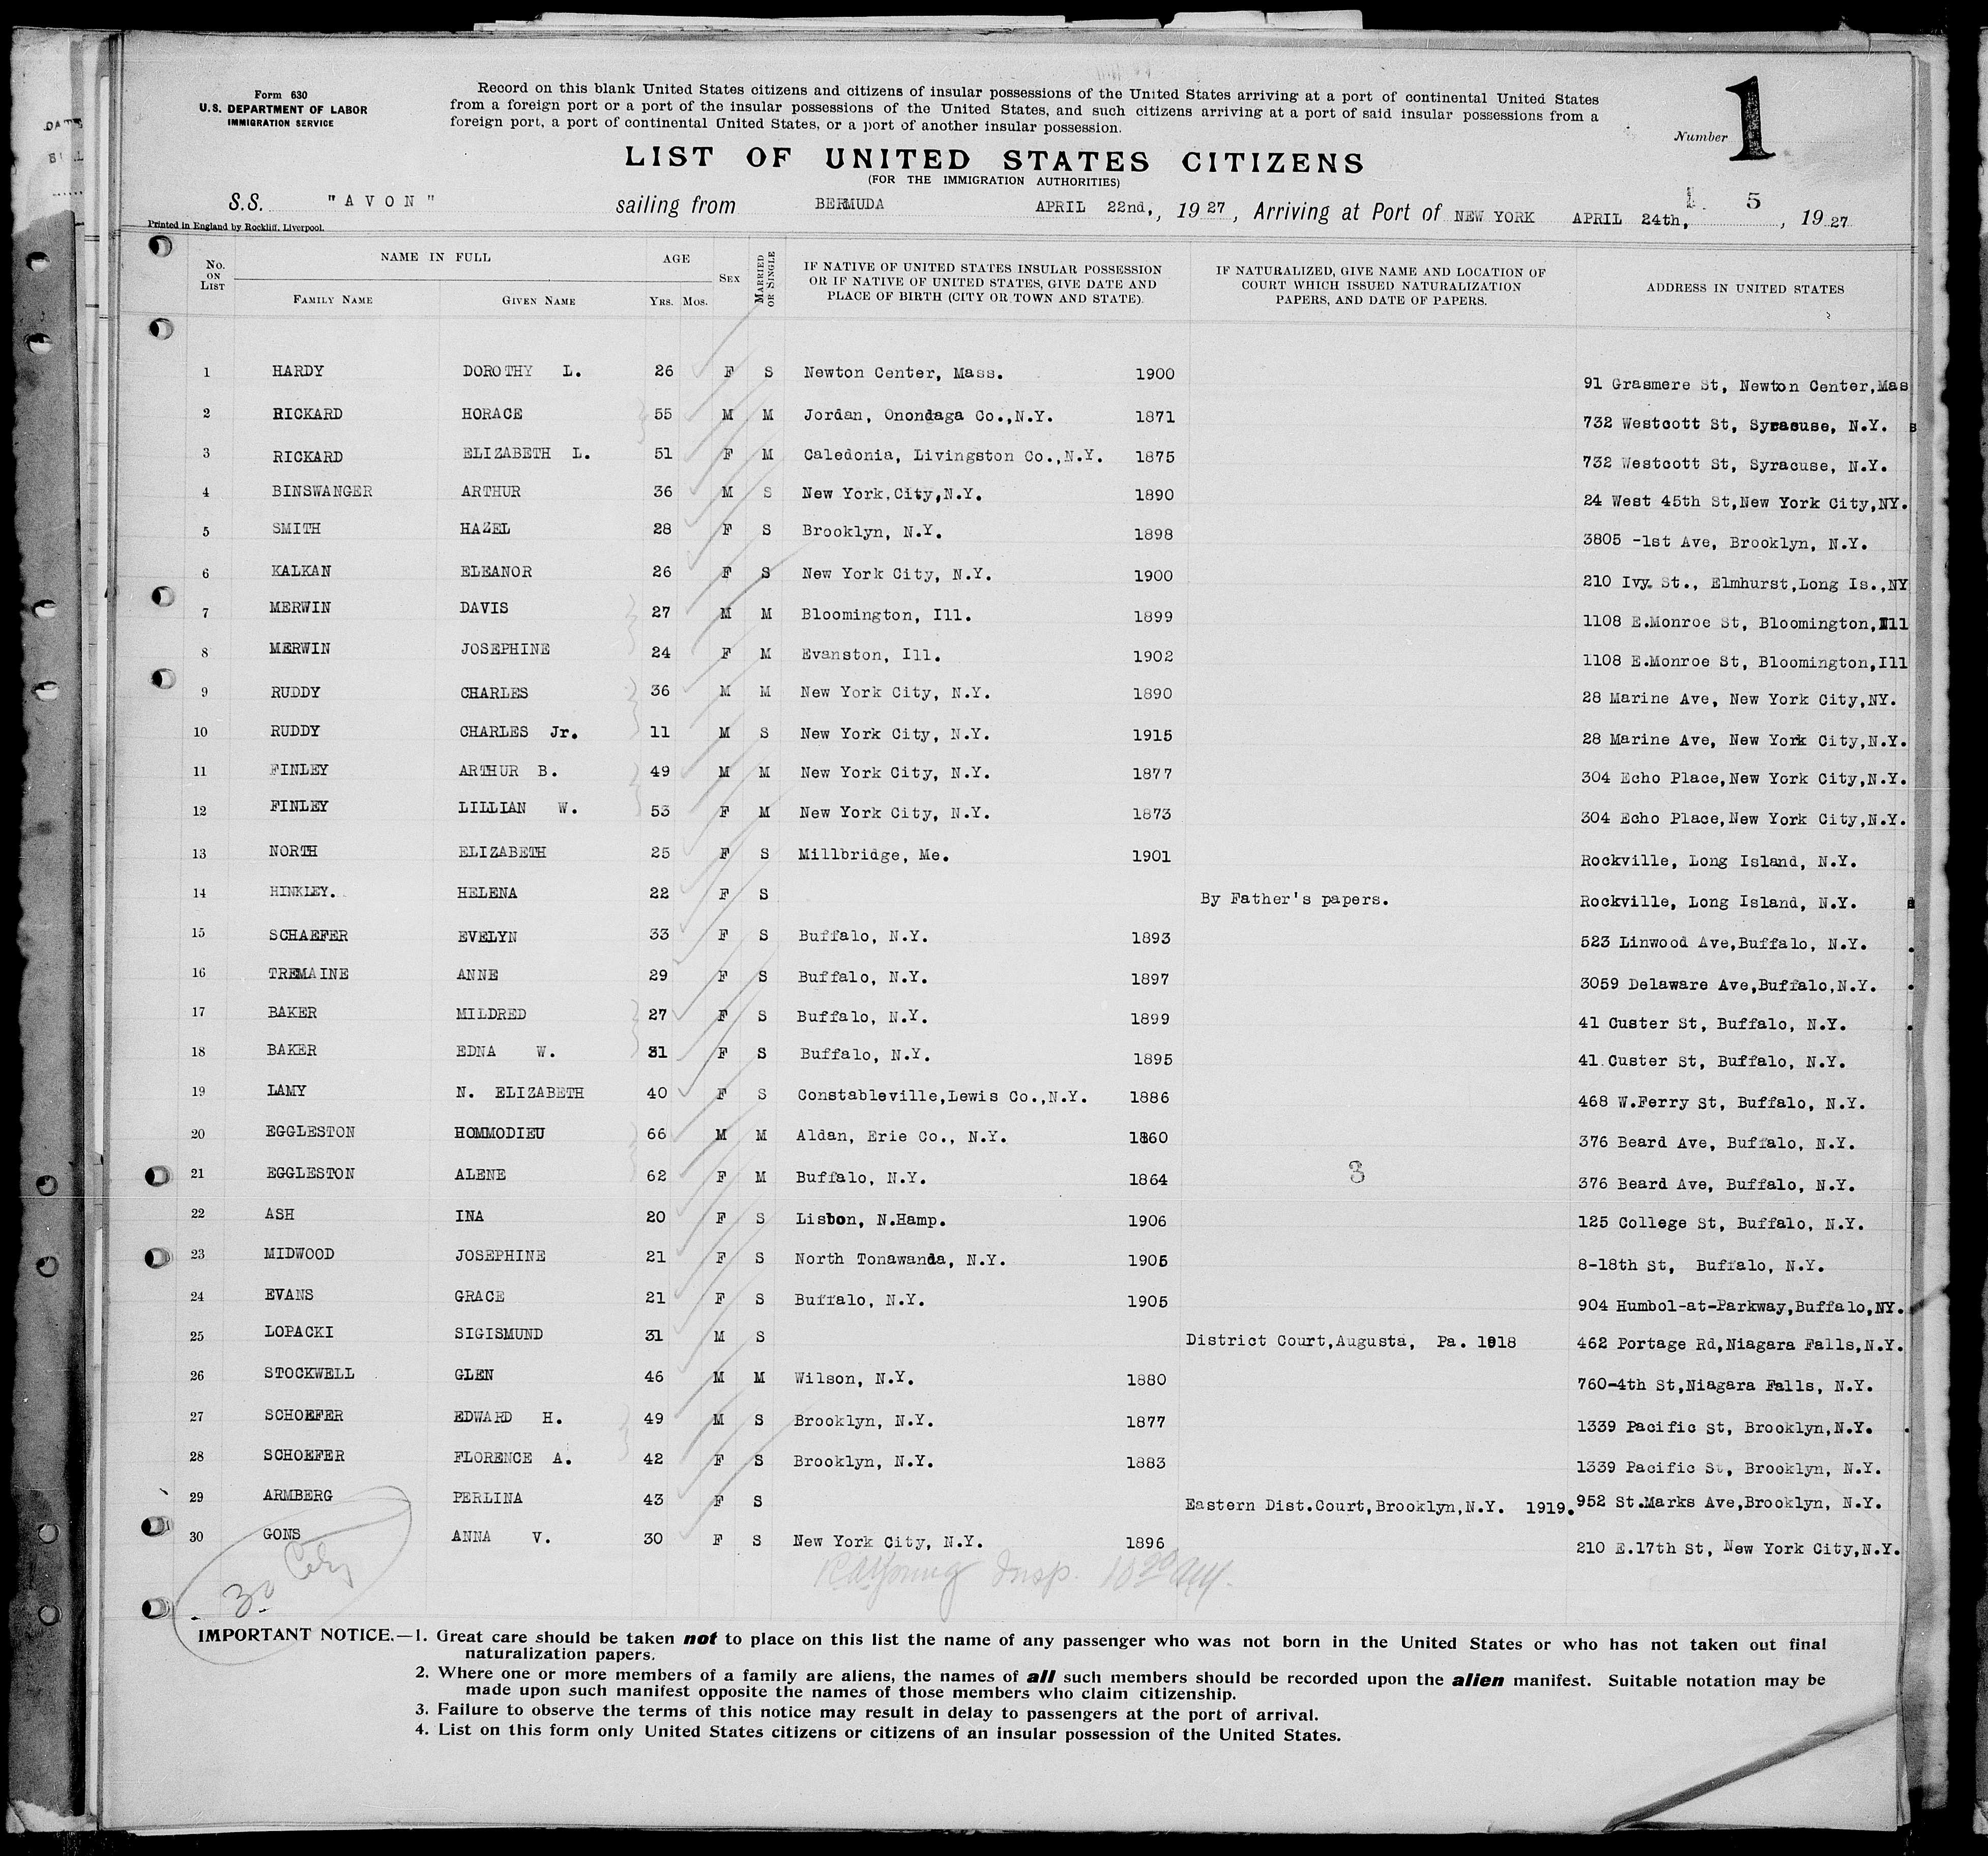 Form 630
U.S. DEPARTMENT OF LABOR
IMMIGRATION SERVICE
Record on this blank United States citizens and citizens of insular possessions of the United States arriving at a port of continental United States
from a foreign port or a port of the insular possessions of the United States, and such citizens arriving at a port of said insular possessions from a
foreign port, a port of continental United States, or a port of another insular possession.
Number 1
LIST OF UNITED STATES CITIZENS
(FOR THE IMMIGRATION AUTHORITIES)
S.S. "AVON" sailing from BERMUDA APRIL 22nd,, 1927, Arriving at Port of NEW YORK APRIL 24th, 5, 1927
Printed in England by Rockliff, Liverpool.
No. ON LIST NAME IN FULL FAMILY NAME GIVEN NAME AGE YRS. MOS. SEX MARRIED OR SINGLE IF NATIVE OF UNITED STATES INSULAR POSSESSION OR IF NATIVE OF UNITED STATES, GIVE DATE AND PLACE OF BIRTH (CITY OR TOWN AND STATE). IF NATURALIZED, GIVE NAME AND LOCATION OF COURT WHICH ISSUED NATURALIZATION PAPERS, AND DATE OF PAPERS. ADDRESS IN UNITED STATES
1 HARDY DOROTHY L. 26 F S Newton Center, Mass. 1900 91 Grasmere St, Newton Center,Mas
2 RICKARD HORACE 55 M M Jordan, Onondaga Co.,N.Y. 1871 732 Westcott St, Syracuse, N.Y. s
3 RICKARD ELIZABETH L. 51 F M Caledonia, Livingston Co.,N.Y. 1875 732 Westcott St, Syracuse, N.Y.
4 BINSWANGER ARTHUR 36 M S New York,City,N.Y. 1890 24 West 45th St,New York City,NY.
5 SMITH HAZEL 28 F S Brooklyn, N.Y. 1898 3805 -1st Ave, Brooklyn, N.Y.
6 KALKAN ELEANOR 26 F S New York City, N.Y. 1900 210 Ivy. St., Elmhurst,Long Is.,NY
7 MERWIN DAVIS 27 M M Bloomington, Ill. 1899 1108 E.Monroe St, Bloomington,Ill
8 MERWIN JOSEPHINE 24 F M Evanston, Ill. 1902 1108 E.Monroe St, Bloomington,Ill
9 RUDDY CHARLES 36 M M New York City, N.Y. 1890 28 Marine Ave, New York City,NY.
10 RUDDY CHARLES Jr. 11 M S New York City, N.Y. 1915 28 Marine Ave, New York City,N.Y.
11 FINLEY ARTHUR B. 49 M M New York City, N.Y. 1877 304 Echo Place,New York City,N.Y.
12 FINLEY LILLIAN W. 53 F M New York City, N.Y. 1873 304 Echo Place,New York City,N.Y.
13 NORTH ELIZABETH 25 F S Millbridge, Me. 1901 Rockville, Long Island, N.Y.
14 HINKLEY. HELENA 22 F S By Father's papers. Rockville, Long Island, N.Y.
15 SCHAEFER EVELYN 33 F S Buffalo, N.Y. 1893 523 Linwood Ave,Buffalo, N.Y.
16 TREMAINE ANNE 29 F S Buffalo, N.Y. 1897 3059 Delaware Ave,Buffalo,N.Y.
17 BAKER MILDRED 27 F S Buffalo, N.Y. 1899 41 Custer St, Buffalo, N.Y.
18 BAKER EDNA W. 31 F S Buffalo, N.Y. 1895 41 Custer St, Buffalo, N.Y.
19 LAMY N. ELIZABETH 40 F S Constableville,Lewis Co.,N.Y. 1886 468 W.Ferry St, Buffalo, N.Y.
20 EGGLESTON HOMMODIEU 66 M M Aldan, Erie Co., N.Y. 1860 376 Beard Ave, Buffalo, N.Y.
21 EGGLESTON ALENE 62 F M Buffalo, N.Y. 1864 3 376 Beard Ave, Buffalo, N.Y.
22 ASH INA 20 F S Lisbon, N.Hamp. 1906 125 College St, Buffalo, N.Y.
23 MIDWOOD JOSEPHINE 21 F S North Tonawanda, N.Y. 1905 8-18th St, Buffalo, N.Y.
24 EVANS GRACE 21 F S Buffalo, N.Y. 1905 904 Humbol-at-Parkway,Buffalo,NY.
25 LOPACKI SIGISMUND 31 M S District Court,Augusta, Pa. 1918 462 Portage Rd,Niagara Falls,N.Y.
26 STOCKWELL GLEN 46 M M Wilson, N.Y. 1880 760-4th St,Niagara Falls, N.Y.
27 SCHOEFER EDWARD H. 49 M S Brooklyn, N.Y. 1877 1339 Pacific St, Brooklyn,N.Y.
28 SCHOEFER FLORENCE A. 42 F S Brooklyn, N.Y. 1883 1339 Pacific St, Brooklyn, N.Y.
29 ARMBERG PERLINA 43 F S Eastern Dist.Court,Brooklyn,N.Y. 1919. 952 St.Marks Ave,Brooklyn, N.Y.
30 GONS ANNA V. 30 F S New York City, N.Y. 1896 210 E.17th St, New York City,N.Y.
30 Insp. 10 30 AM.
IMPORTANT NOTICE.—1. Great care should be taken not to place on this list the name of any passenger who was not born in the United States or who has not taken out final
naturalization papers.
2. Where one or more members of a family are aliens, the names of all such members should be recorded upon the alien manifest. Suitable notation may be
made upon such manifest opposite the names of those members who claim citizenship.
3. Failure to observe the terms of this notice may result in delay to passengers at the port of arrival.
4. List on this form only United States citizens or citizens of an insular possession of the United States.